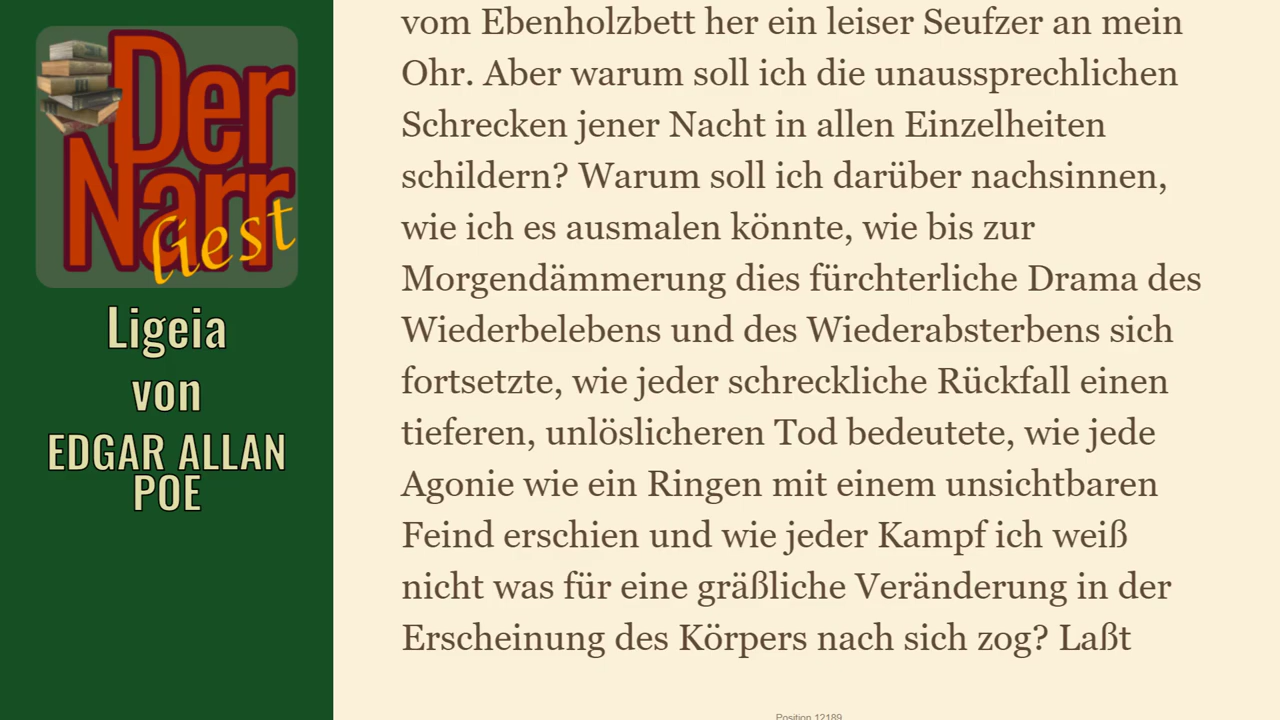 Der
Narr
liest
Ligeia
von
EDGAR ALLAN
POE
vom Ebenholzbett her ein leiser Seufzer an mein
Ohr. Aber warum soll ich die unaussprechlichen
Schrecken jener Nacht in allen Einzelheiten
schildern? Warum soll ich darüber nachsinnen,
wie ich es ausmalen könnte, wie bis zur
Morgendämmerung dies fürchterliche Drama des
Wiederbelebens und des Wiederabsterbens sich
fortsetzte, wie jeder schreckliche Rückfall einen
tieferen, unlöslicheren Tod bedeutete, wie jede
Agonie wie ein Ringen mit einem unsichtbaren
Feind erschien und wie jeder Kampf ich weiß
nicht was für eine gräßliche Veränderung in der
Erscheinung des Körpers nach sich zog? Laßt
Position 12189